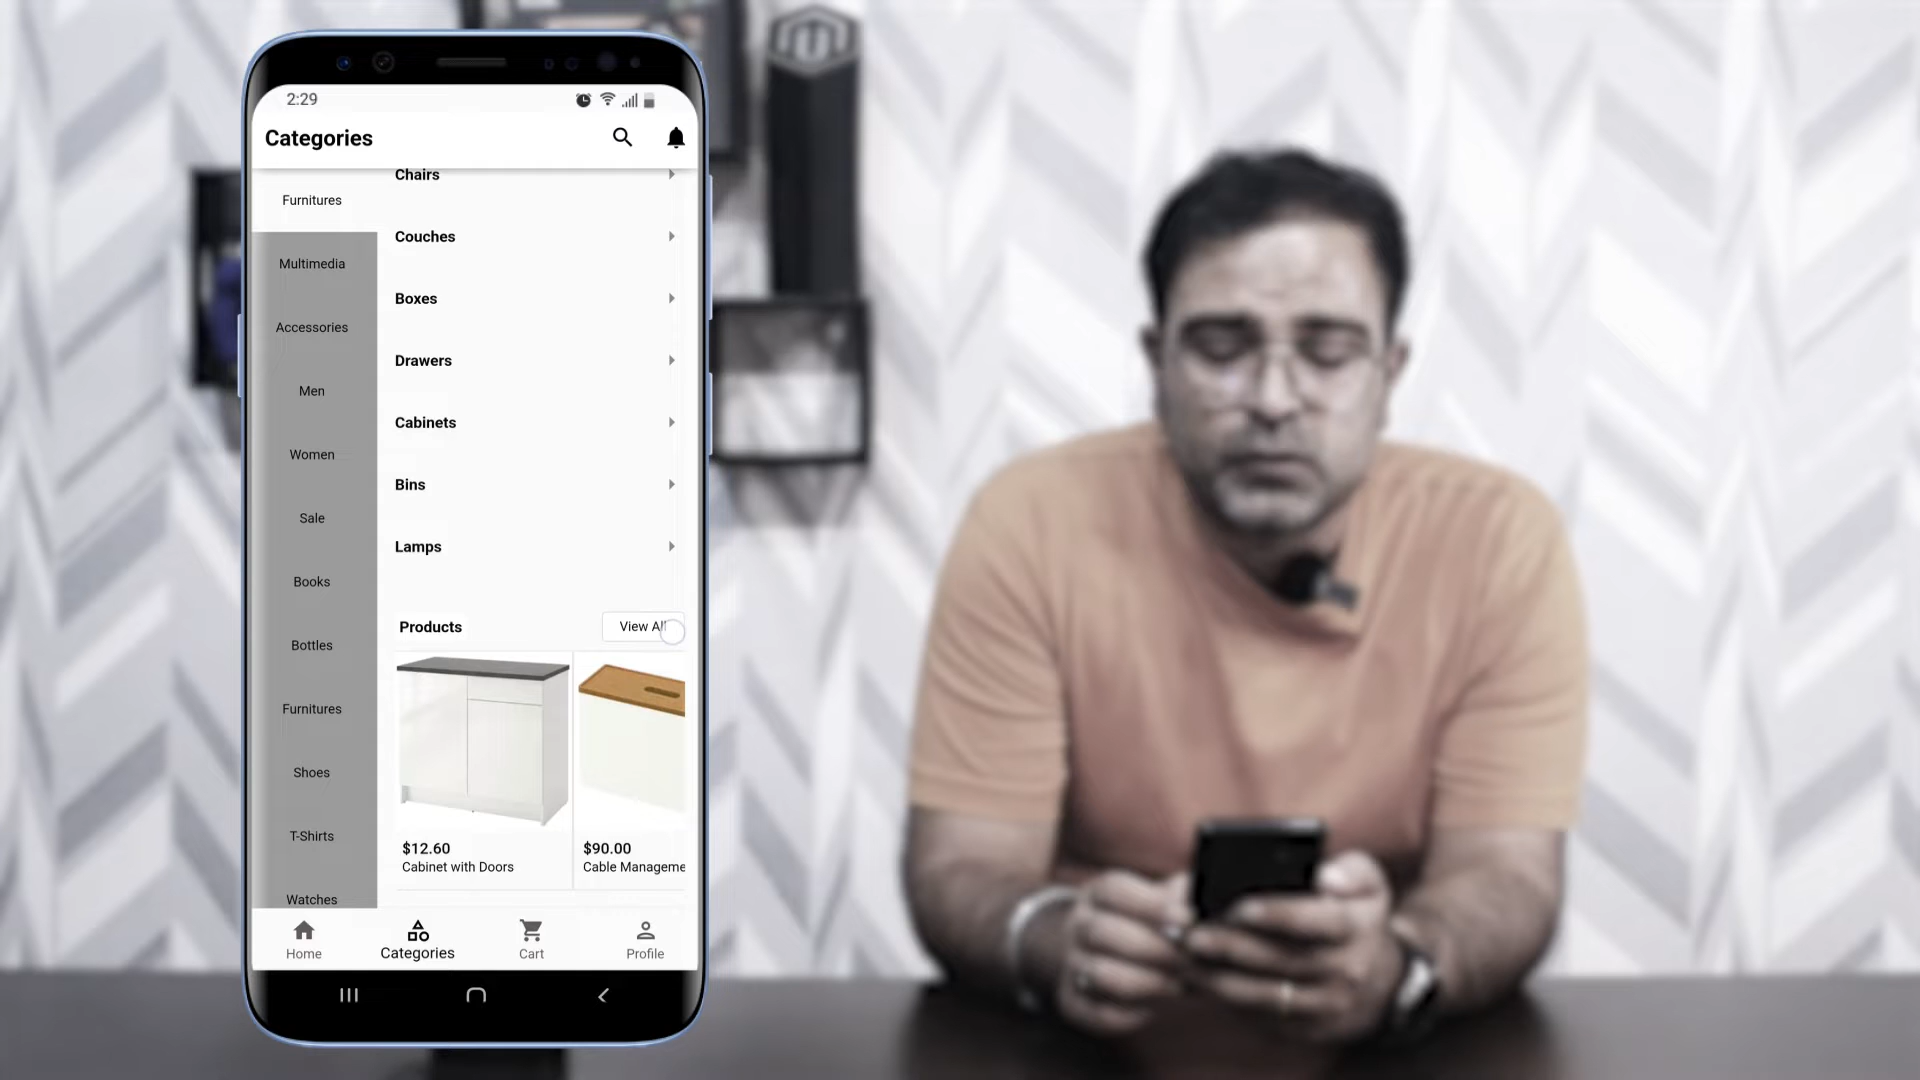 2:29
Categories
Furnitures
Multimedia
Accessories
Men
Women
Sale
Books
Bottles
Furnitures
Shoes
T-Shirts
Watches
Chairs
Couches
Boxes
Drawers
Cabinets
Bins
Lamps
Products
View All
$12.60
Cabinet with Doors
$90.00
Cable Manageme
Home
Categories
Cart
Profile